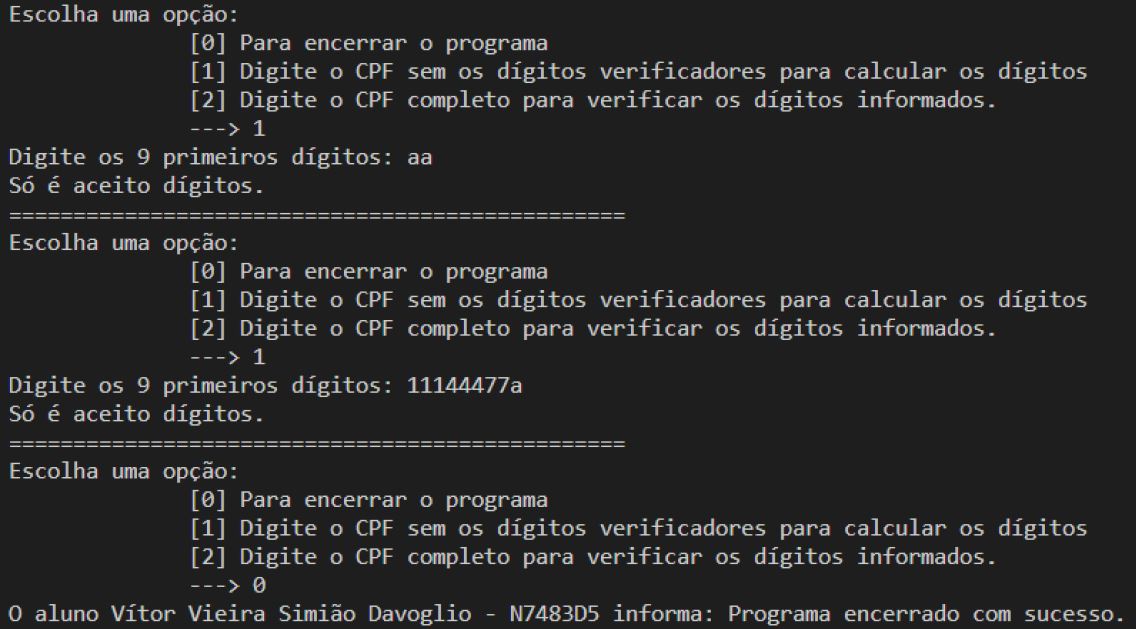 Escolha uma opção:
[0] Para encerrar o programa
[1] Digite o CPF sem os dígitos verificadores para calcular os dígitos
[2] Digite o CPF completo para verificar os dígitos informados.
---> 1
Digite os 9 primeiros dígitos: aa
Só é aceito dígitos.
================================================
Escolha uma opção:
[0] Para encerrar o programa
[1] Digite o CPF sem os dígitos verificadores para calcular os dígitos
[2] Digite o CPF completo para verificar os dígitos informados.
---> 1
Digite os 9 primeiros dígitos: 11144477a
Só é aceito dígitos.
================================================
Escolha uma opção:
[0] Para encerrar o programa
[1] Digite o CPF sem os dígitos verificadores para calcular os dígitos
[2] Digite o CPF completo para verificar os dígitos informados.
---> 0
O aluno Vítor Vieira Simião Davoglio - N7483D5 informa: Programa encerrado com sucesso.